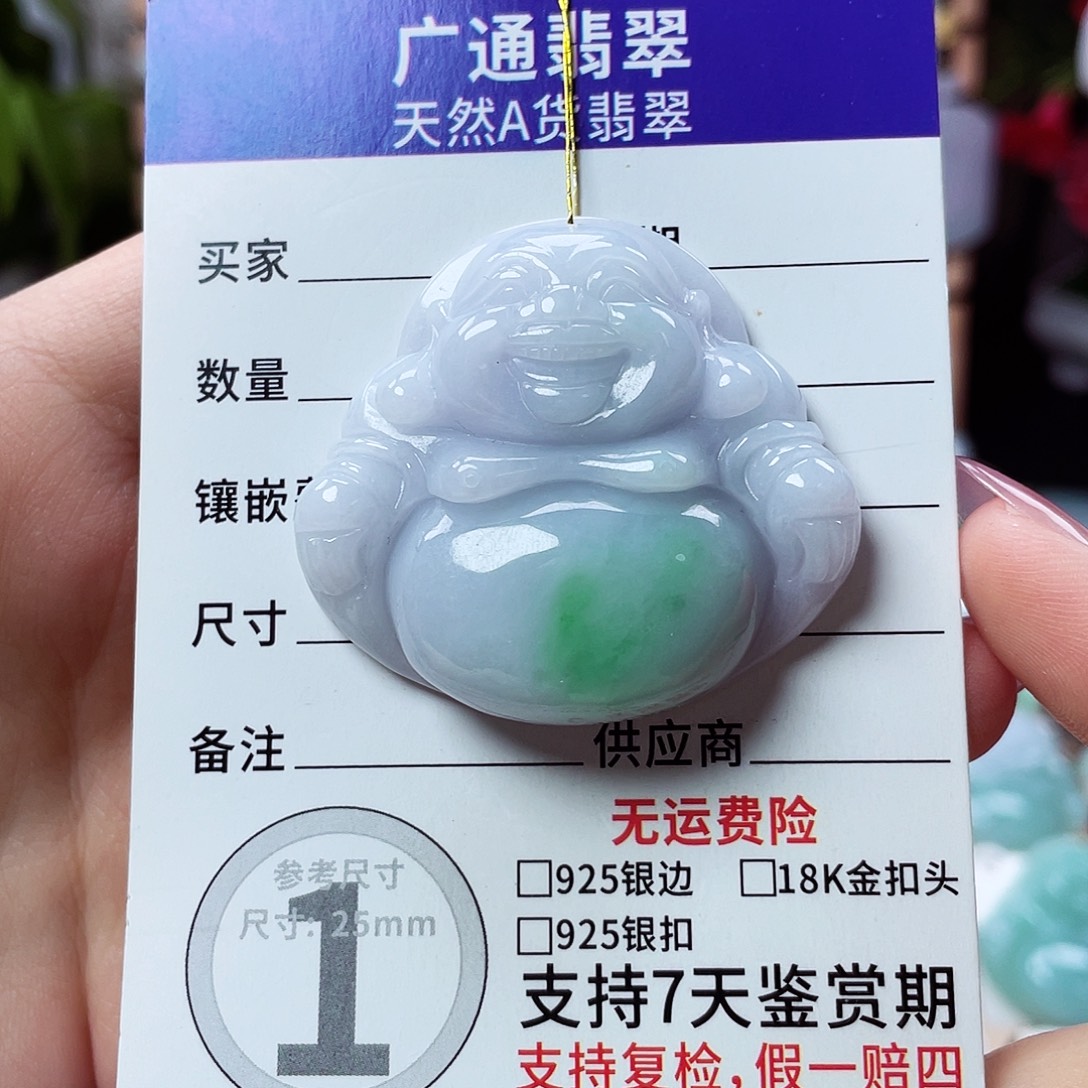 广通翡翠
天然A货翡翠
买家
数量
镶嵌
尺寸
备注 供应商
无运费险
参考尺寸
尺寸: 25mm
1
□925银边 □18K金扣头
□925银扣
支持7天鉴赏期
支持复检,假一赔四